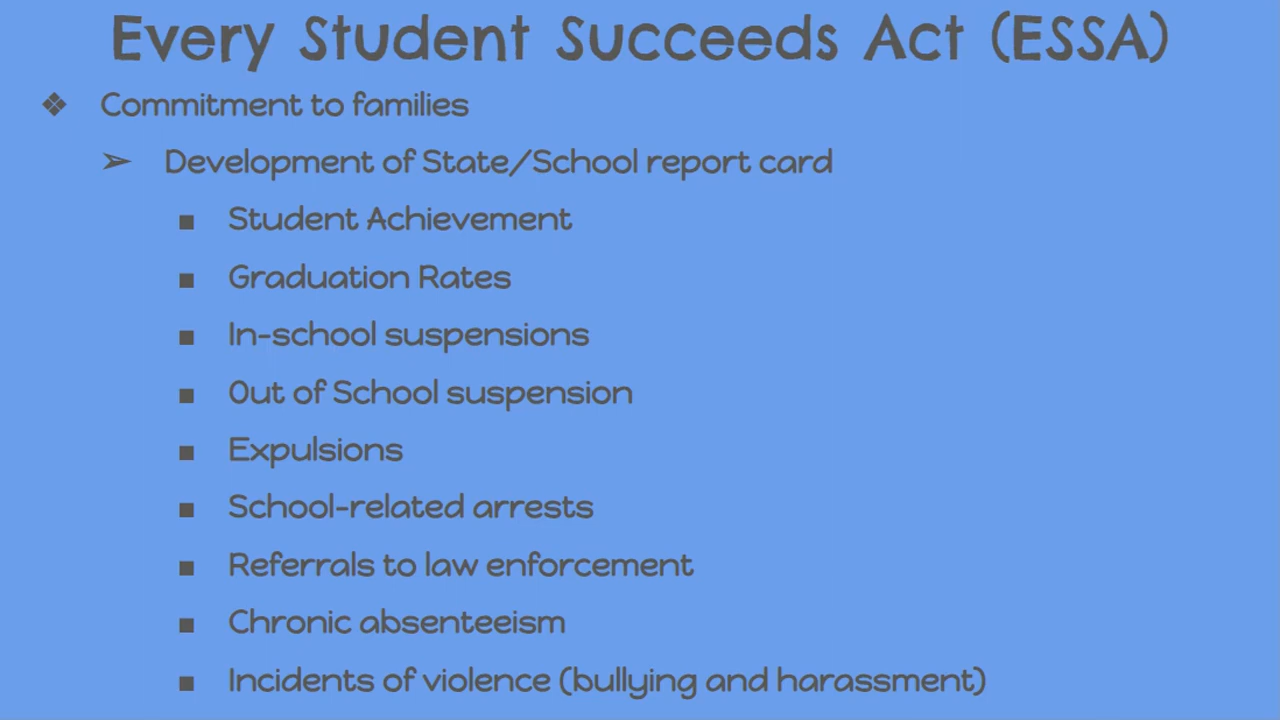 Every Student Succeeds Act (ESSA)
❖ Commitment to families
➢ Development of State/School report card
■ Student Achievement
■ Graduation Rates
■ In-school suspensions
■ Out of School suspension
■ Expulsions
■ School-related arrests
■ Referrals to law enforcement
■ Chronic absenteeism
■ Incidents of violence (bullying and harassment)